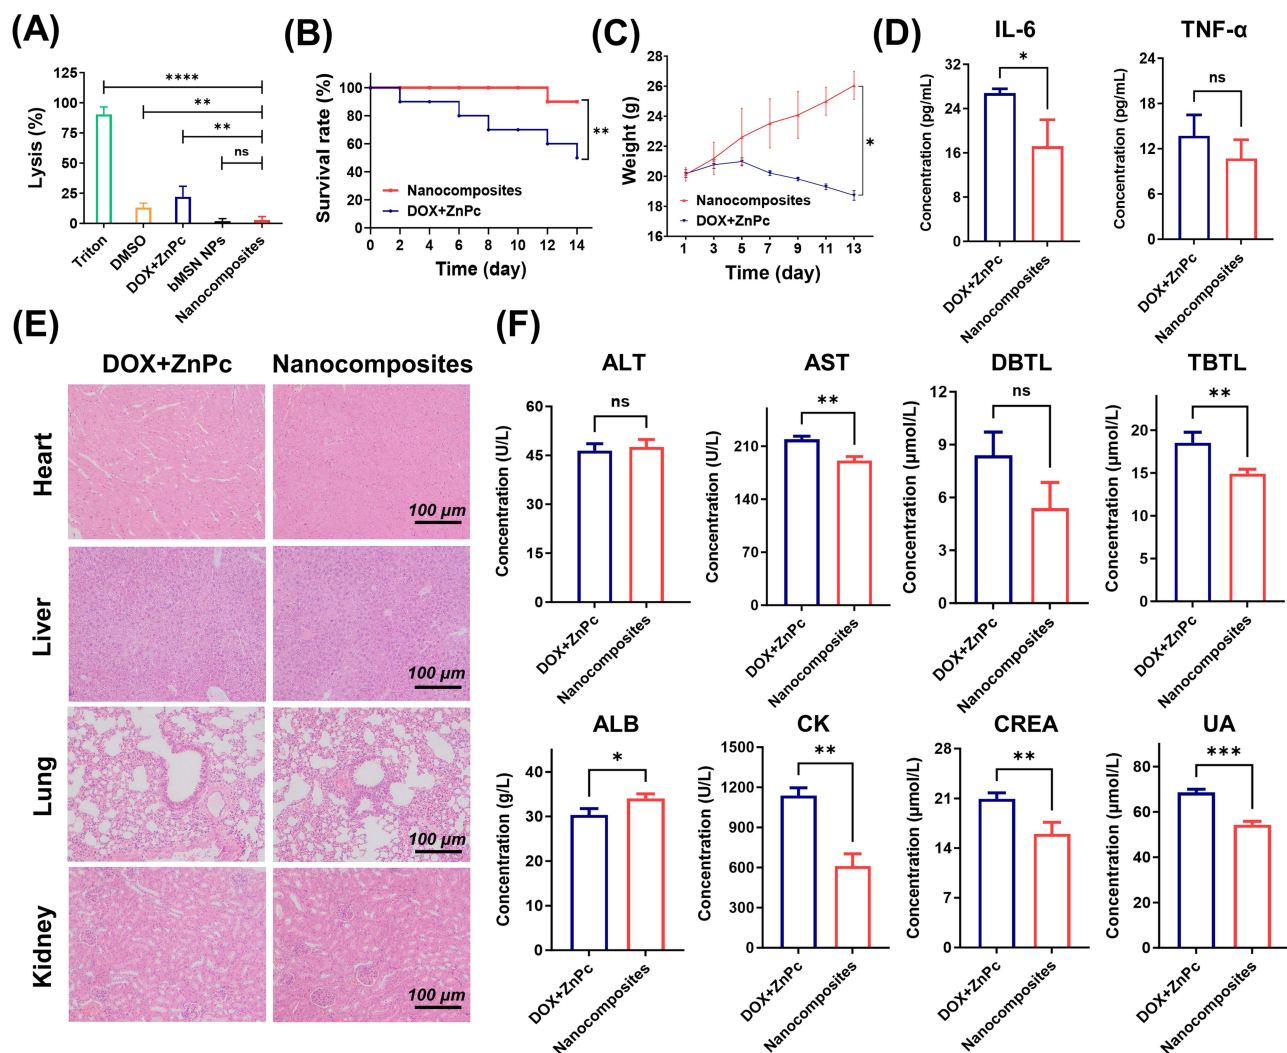 (A)
Lysis (%)
125
100
75
50
25
0
****
**
**
ns
Triton
DMSO
DOX+ZnPc
bMSN NPs
Nanocomposites
(B)
Survival rate (%)
100
80
60
40
20
0
**
Nanocomposites
DOX+ZnPc
0 2 4 6 8 10 12 14
Time (day)
(C)
Weight (g)
28
26
24
22
20
18
16
*
Nanocomposites
DOX+ZnPc
1 3 5 7 9 11 13
Time (day)
(D)
IL-6
Concentration (pg/mL)
32
24
16
8
0
*
DOX+ZnPc
Nanocomposites
TNF-α
Concentration (pg/mL)
24
18
12
6
0
ns
DOX+ZnPc
Nanocomposites
(E)
DOX+ZnPc Nanocomposites
Heart
100 μm
Liver
100 μm
Lung
100 μm
Kidney
100 μm
(F)
ALT
Concentration (U/L)
60
45
30
15
0
ns
DOX+ZnPc
Nanocomposites
AST
Concentration (U/L)
210
140
70
0
**
DOX+ZnPc
Nanocomposites
DBTL
Concentration (μmol/L)
12
9
6
3
0
ns
DOX+ZnPc
Nanocomposites
TBTL
Concentration (μmol/L)
20
15
10
5
0
**
DOX+ZnPc
Nanocomposites
ALB
Concentration (g/L)
40
30
20
10
0
*
DOX+ZnPc
Nanocomposites
CK
Concentration (U/L)
1500
1200
900
600
300
0
**
DOX+ZnPc
Nanocomposites
CREA
Concentration (μmol/L)
28
21
14
7
0
**
DOX+ZnPc
Nanocomposites
UA
Concentration (μmol/L)
80
60
40
20
0
***
DOX+ZnPc
Nanocomposites